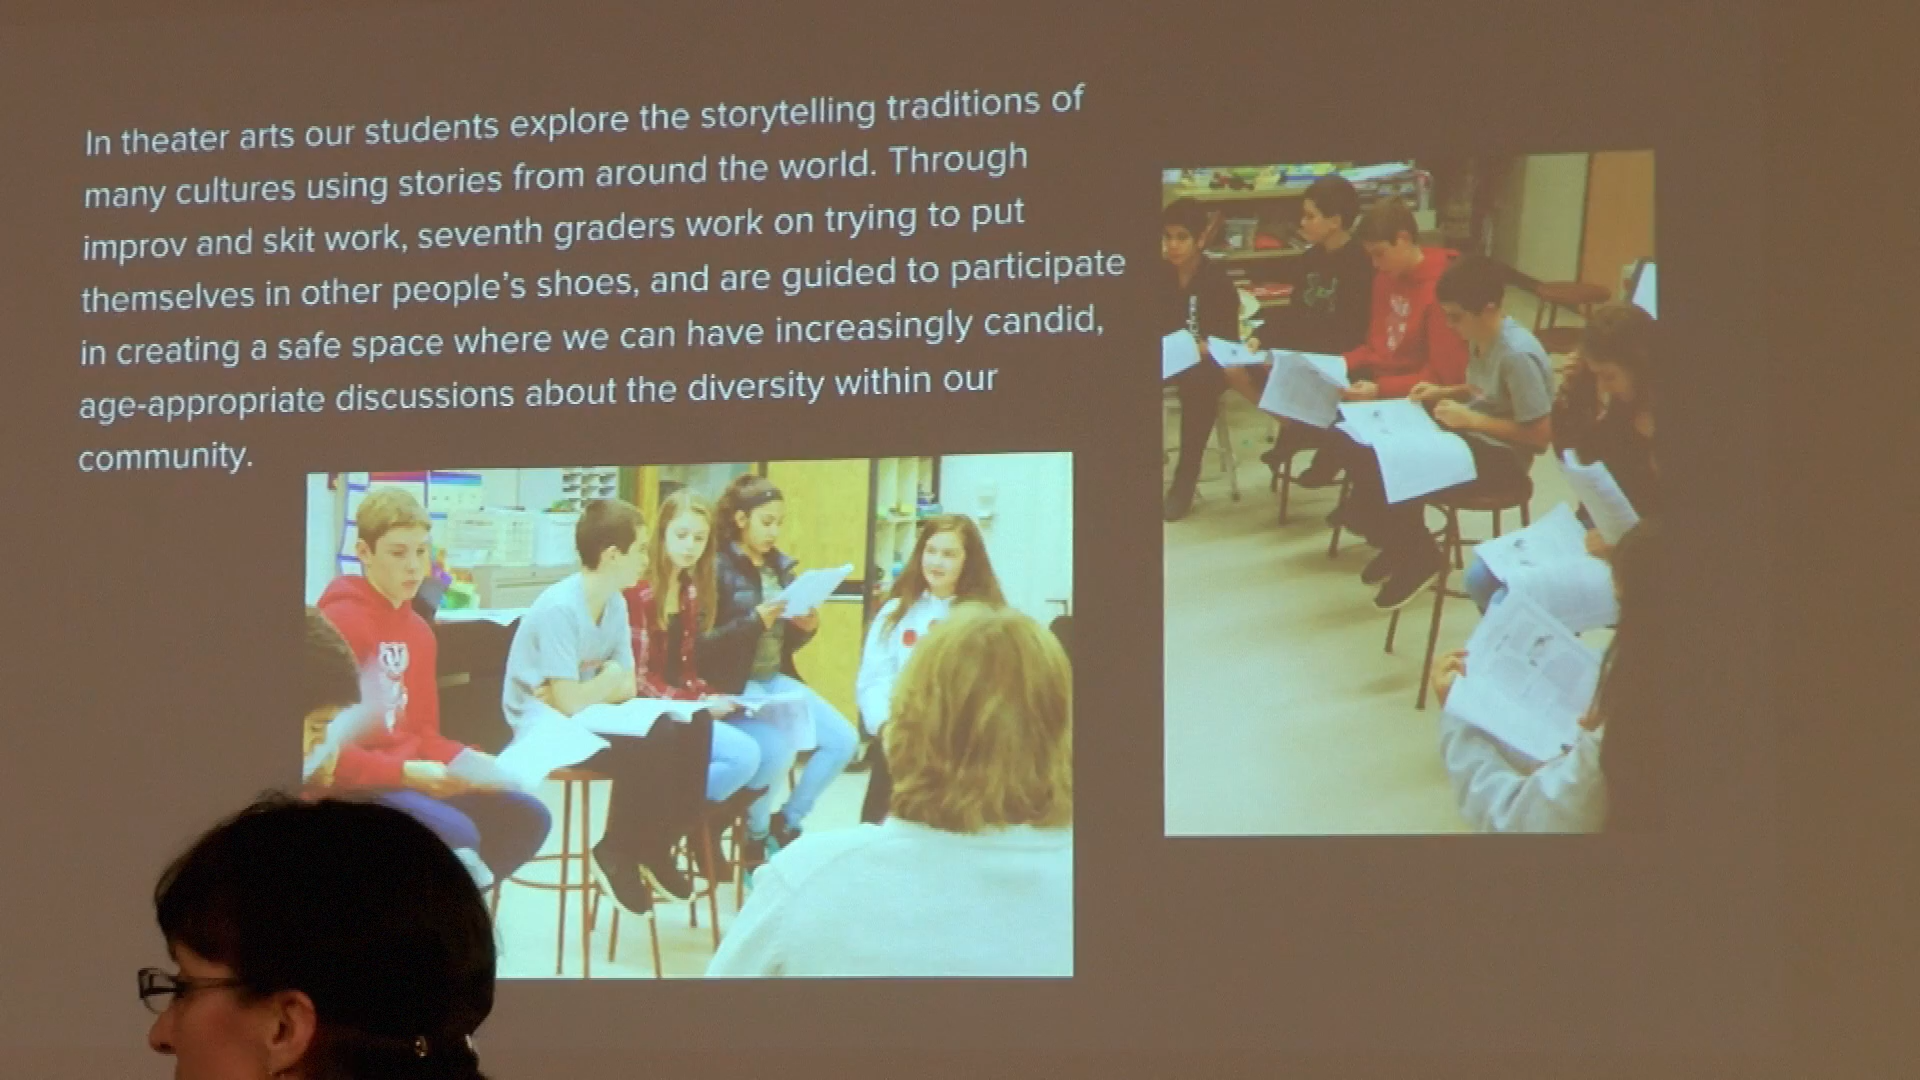 In theater arts our students explore the storytelling traditions of
many cultures using stories from around the world. Through
improv and skit work, seventh graders work on trying to put
themselves in other people's shoes, and are guided to participate
in creating a safe space where we can have increasingly candid,
age-appropriate discussions about the diversity within our
community.